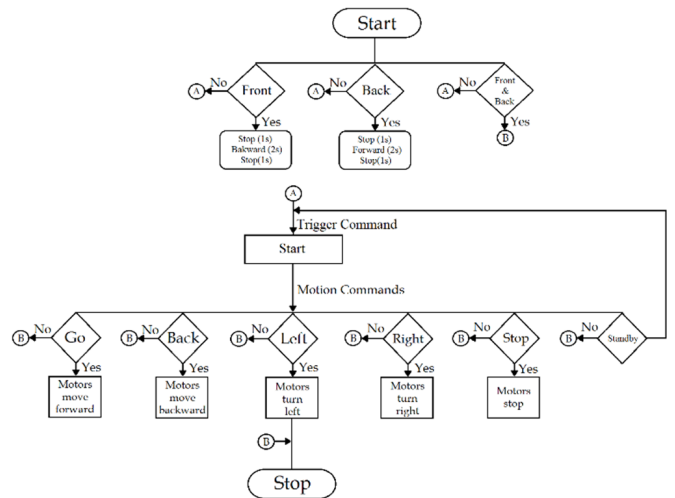 Start
A No Front
A No Back
A No Front
&
Back
Yes
Yes
Yes
Stop (1s)
Bakward (2s)
Stop(1s)
Stop (1s)
Forward (2s)
Stop(1s)
B
A
Trigger Command
Start
Motion Commands
B No Go
B No Back
B No Left
B No Right
B No Stop
B No Standby
Yes
Yes
Yes
Yes
Yes
Motors
move
forward
Motors
move
backward
Motors
turn
left
Motors
turn
right
Motors
stop
B
Stop